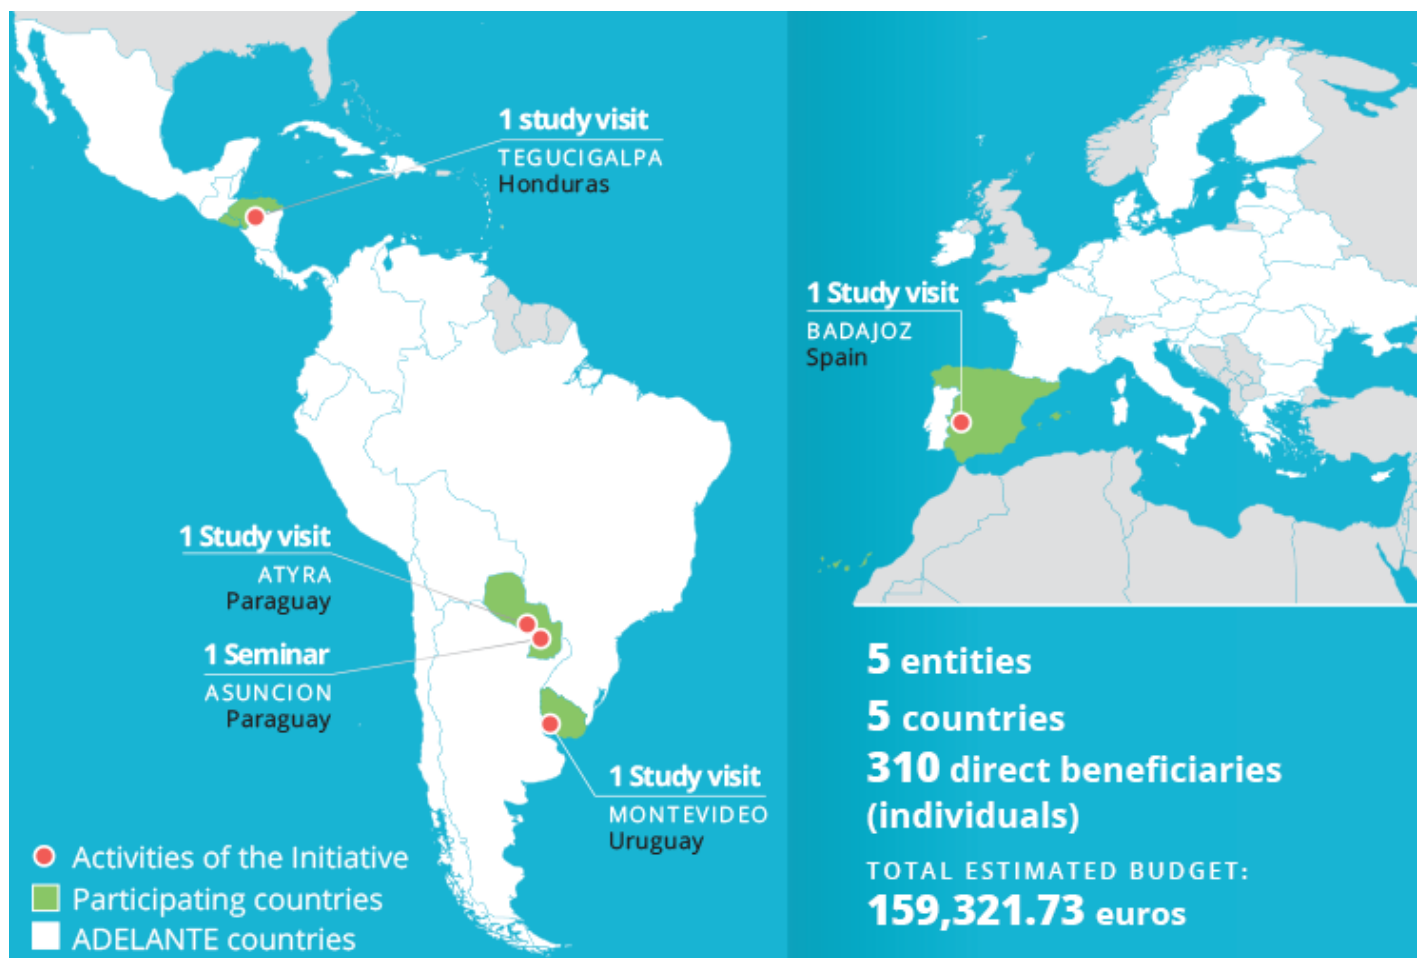 1 study visit
TEGUCIGALPA
Honduras
1 Study visit
BADAJOZ
Spain
1 Study visit
ATYRA
Paraguay
1 Seminar
ASUNCION
Paraguay
1 Study visit
MONTEVIDEO
Uruguay
Activities of the Initiative
Participating countries
ADELANTE countries
5 entities
5 countries
310 direct beneficiaries
(individuals)
TOTAL ESTIMATED BUDGET:
159,321.73 euros